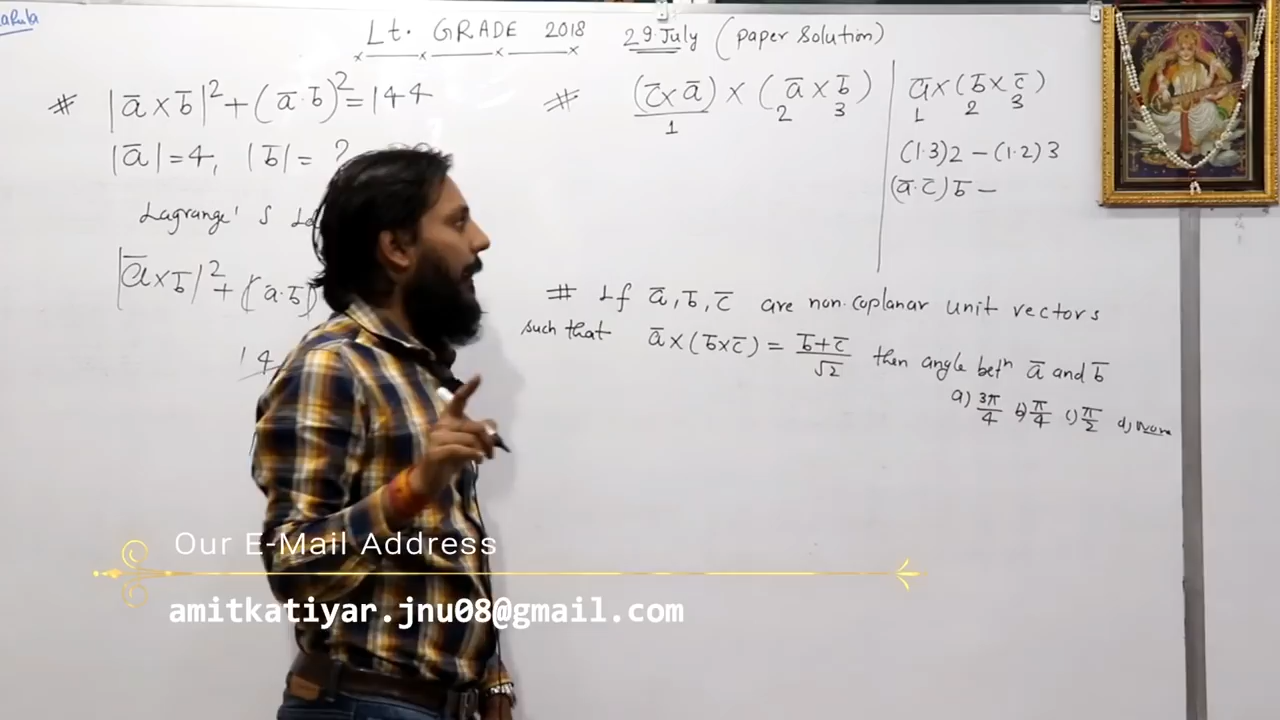 Lt. GRADE 2018 29 July (paper solution)
# |a̅ × b̅|² + (a̅·b̅)² = 144
|a̅| = 4, |b̅| = ?
Lagrange's
|a̅ × b̅|² + (a̅·b̅)
14
# (c̅ × a̅) × (a̅ × b̅)
1 2 3
a̅ × (b̅ × c̅)
1 2 3
(1·3)2 − (1·2)3
(a̅·c̅) b̅ −
# If a̅, b̅, c̅ are non-coplanar unit vectors
such that a̅ × (b̅ × c̅) = (b̅+c̅)/√2 then angle betⁿ a̅ and b̅
a) 3π/4 b) π/4 c) π/2 d) None
Our E-Mail Address
amitkatiyar.jnu08@gmail.com